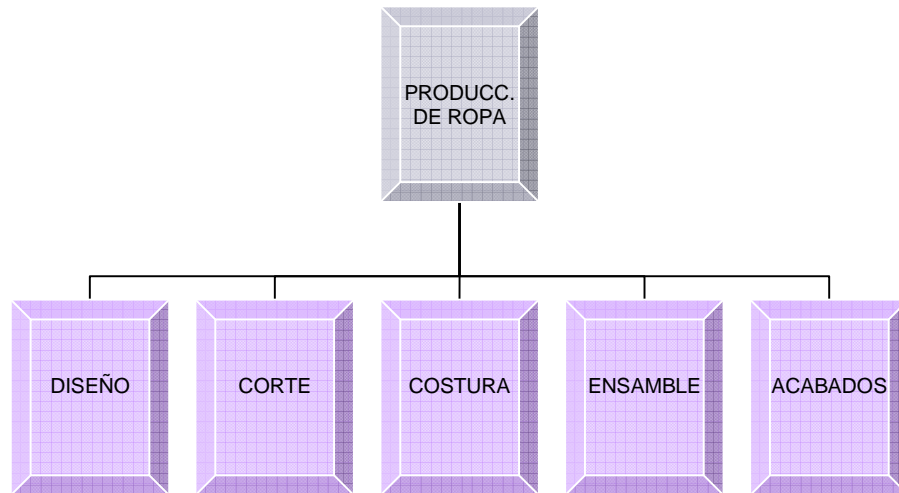 PRODUCC.
DE ROPA
DISEÑO
CORTE
COSTURA
ENSAMBLE
ACABADOS